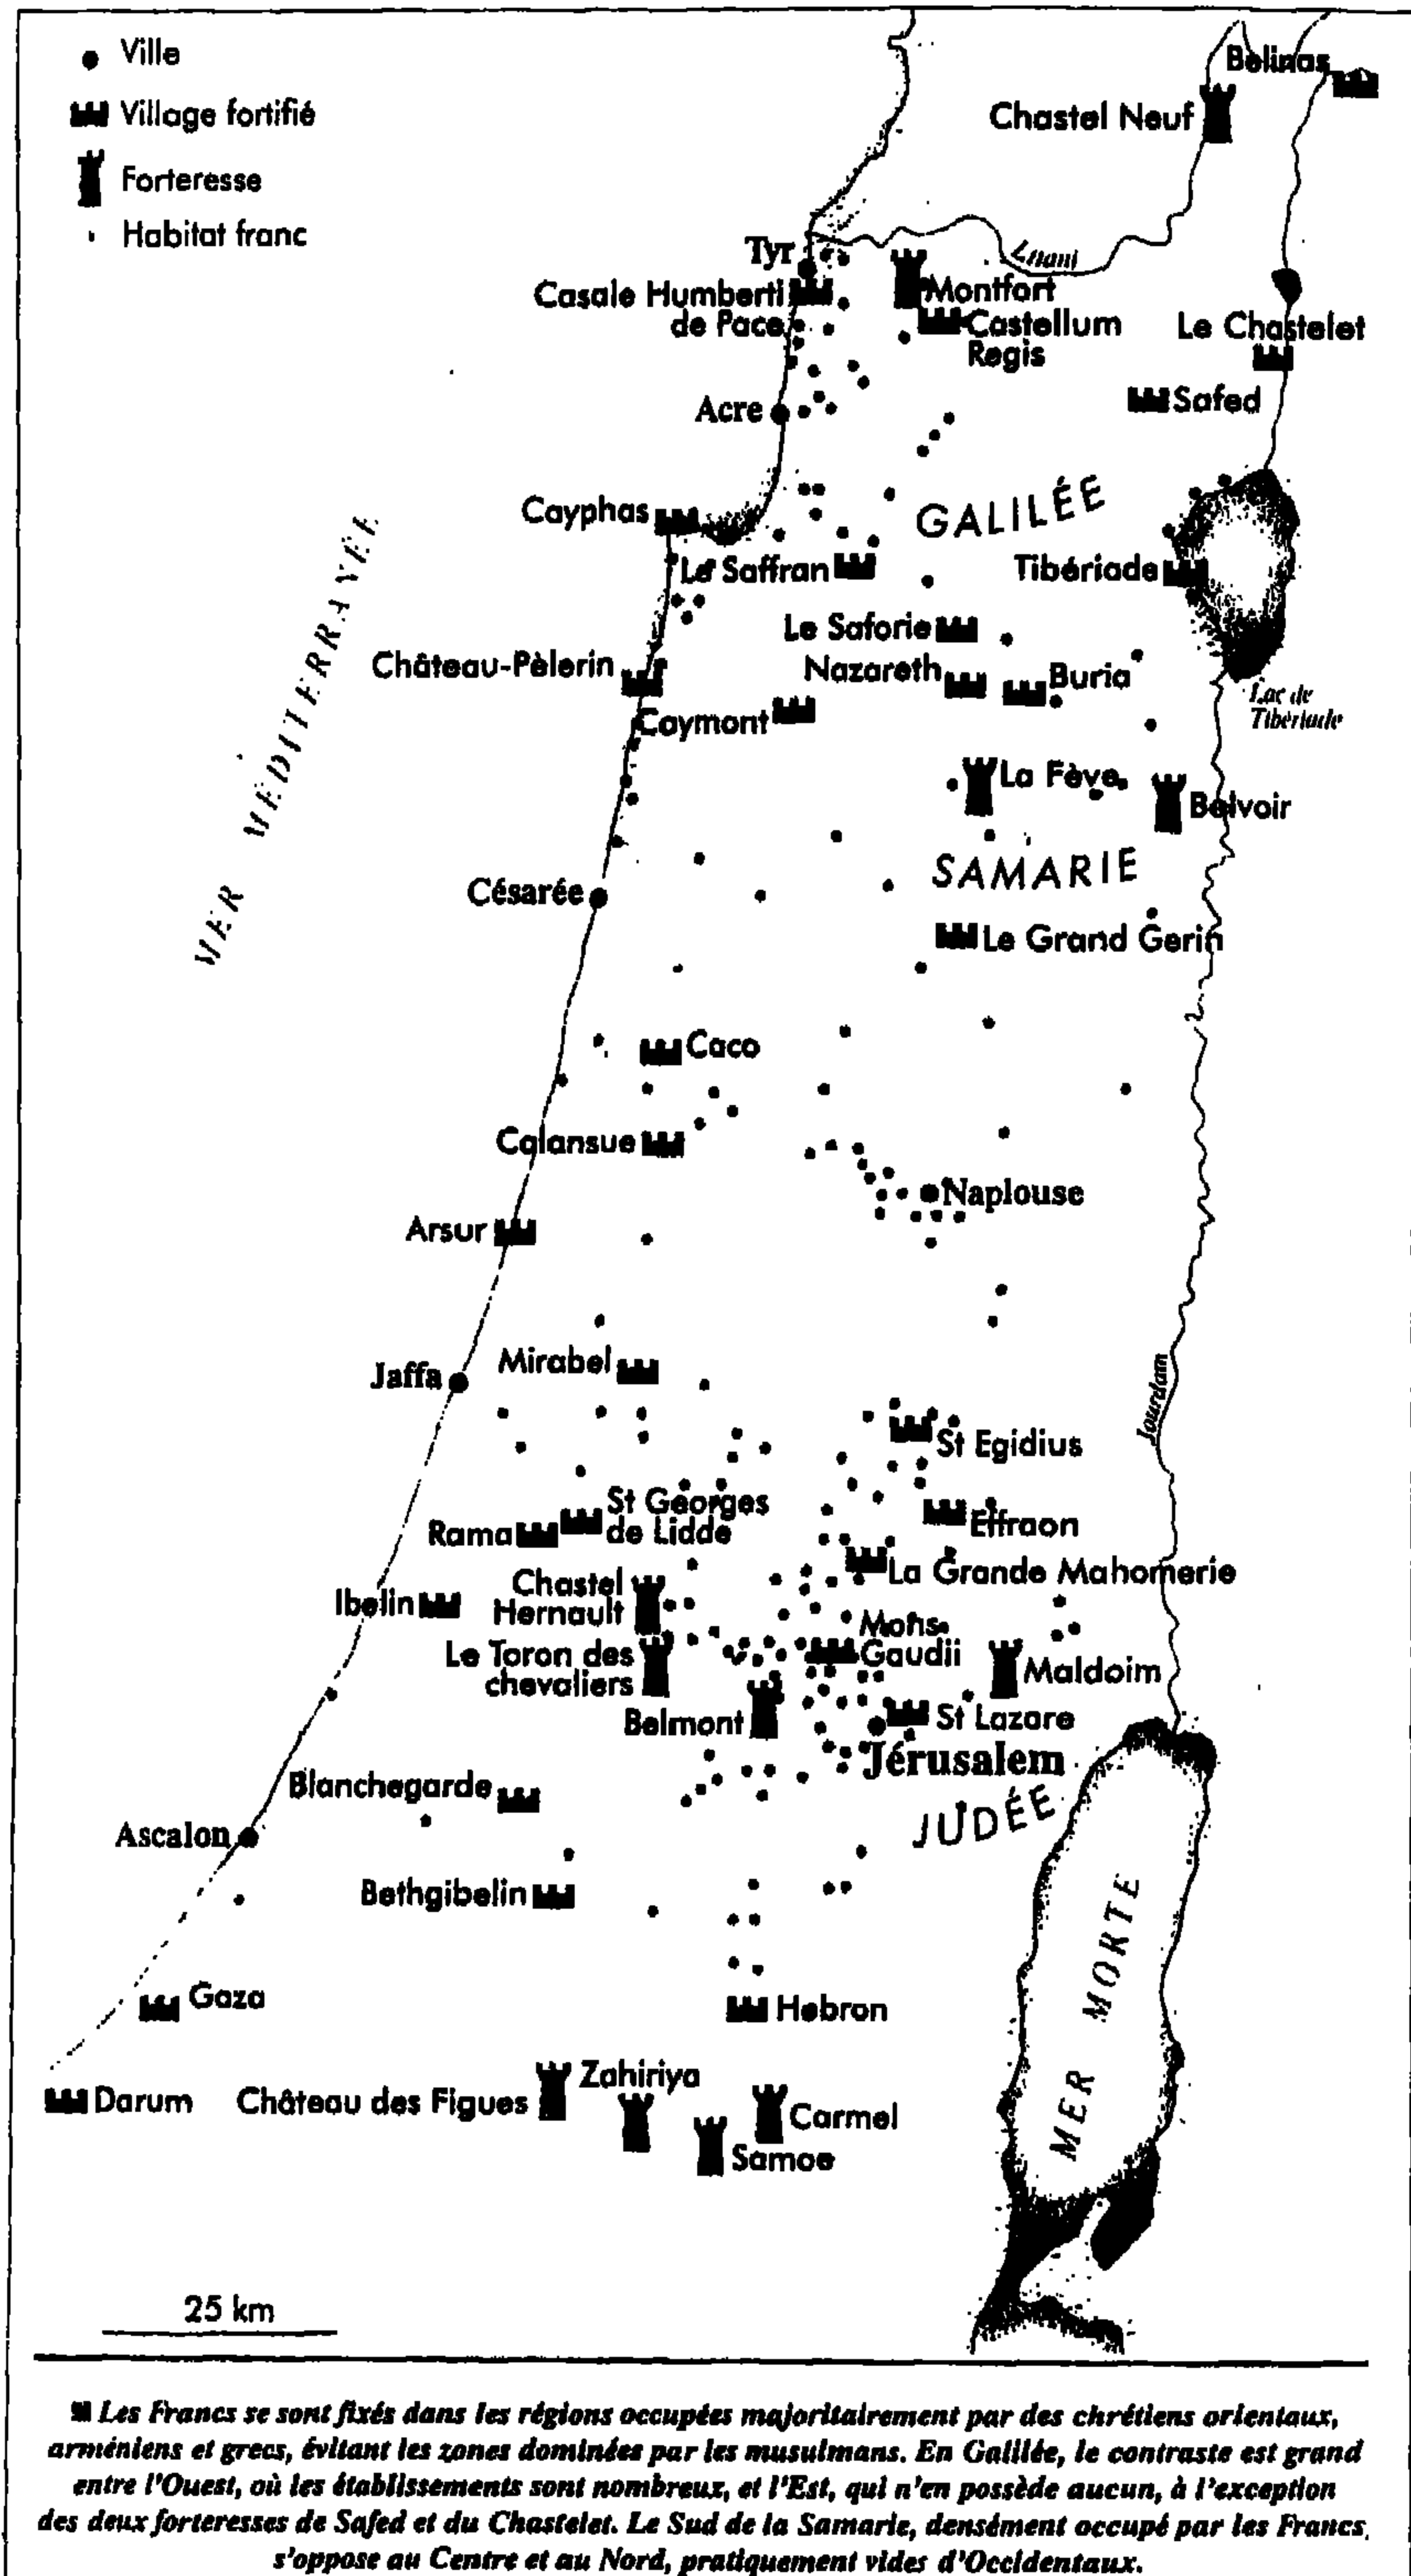 Ville
Village fortifié
Forteresse
Habitat franc
Belinas
Chastel Neuf
Tyr
Litani
Casale Humberti
de Pace
Montfort
Castellum
Regis
Le Chastelet
Acre
Safed
Cayphas
GALILÉE
MER MÉDITERRANÉE
Le Saffran
Tibériade
Le Saforie
Château-Pèlerin
Nazareth
Buria
Lac de
Tibériade
Caymont
La Fève
Belvoir
SAMARIE
Césarée
Le Grand Gerin
Caco
Calansue
Naplouse
Arsur
Mirabel
Jaffa
Jourdain
St Egidius
St Georges
de Lidde
Rama
Effraon
La Grande Mahomerie
Chastel
Hernault
Ibelin
Mons
Gaudii
Le Toron des
chevaliers
Maldoim
Belmont
St Lazare
Jérusalem
Blanchegarde
JUDÉE
Ascalon
Bethgibelin
MER MORTE
Gaza
Hebron
Zahiriya
Darum
Château des Figues
Carmel
Samoe
25 km
Les Francs se sont fixés dans les régions occupées majoritairement par des chrétiens orientaux,
arméniens et grecs, évitant les zones dominées par les musulmans. En Galilée, le contraste est grand
entre l'Ouest, où les établissements sont nombreux, et l'Est, qui n'en possède aucun, à l'exception
des deux forteresses de Safed et du Chastelet. Le Sud de la Samarie, densément occupé par les Francs,
s'oppose au Centre et au Nord, pratiquement vides d'Occidentaux.